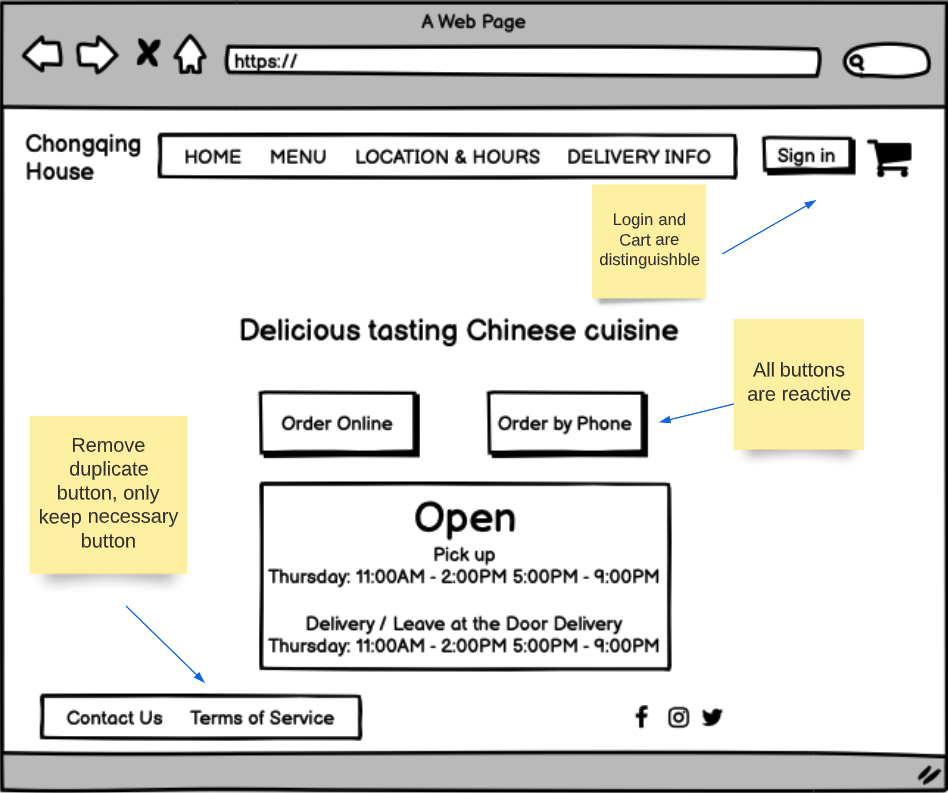 A Web Page
https://
Chongqing
House
HOME MENU LOCATION & HOURS DELIVERY INFO
Sign in
Login and
Cart are
distinguishble
Delicious tasting Chinese cuisine
All buttons
are reactive
Order Online
Order by Phone
Remove
duplicate
button, only
keep necessary
button
Open
Pick up
Thursday: 11:00AM - 2:00PM 5:00PM - 9:00PM
Delivery / Leave at the Door Delivery
Thursday: 11:00AM - 2:00PM 5:00PM - 9:00PM
Contact Us Terms of Service